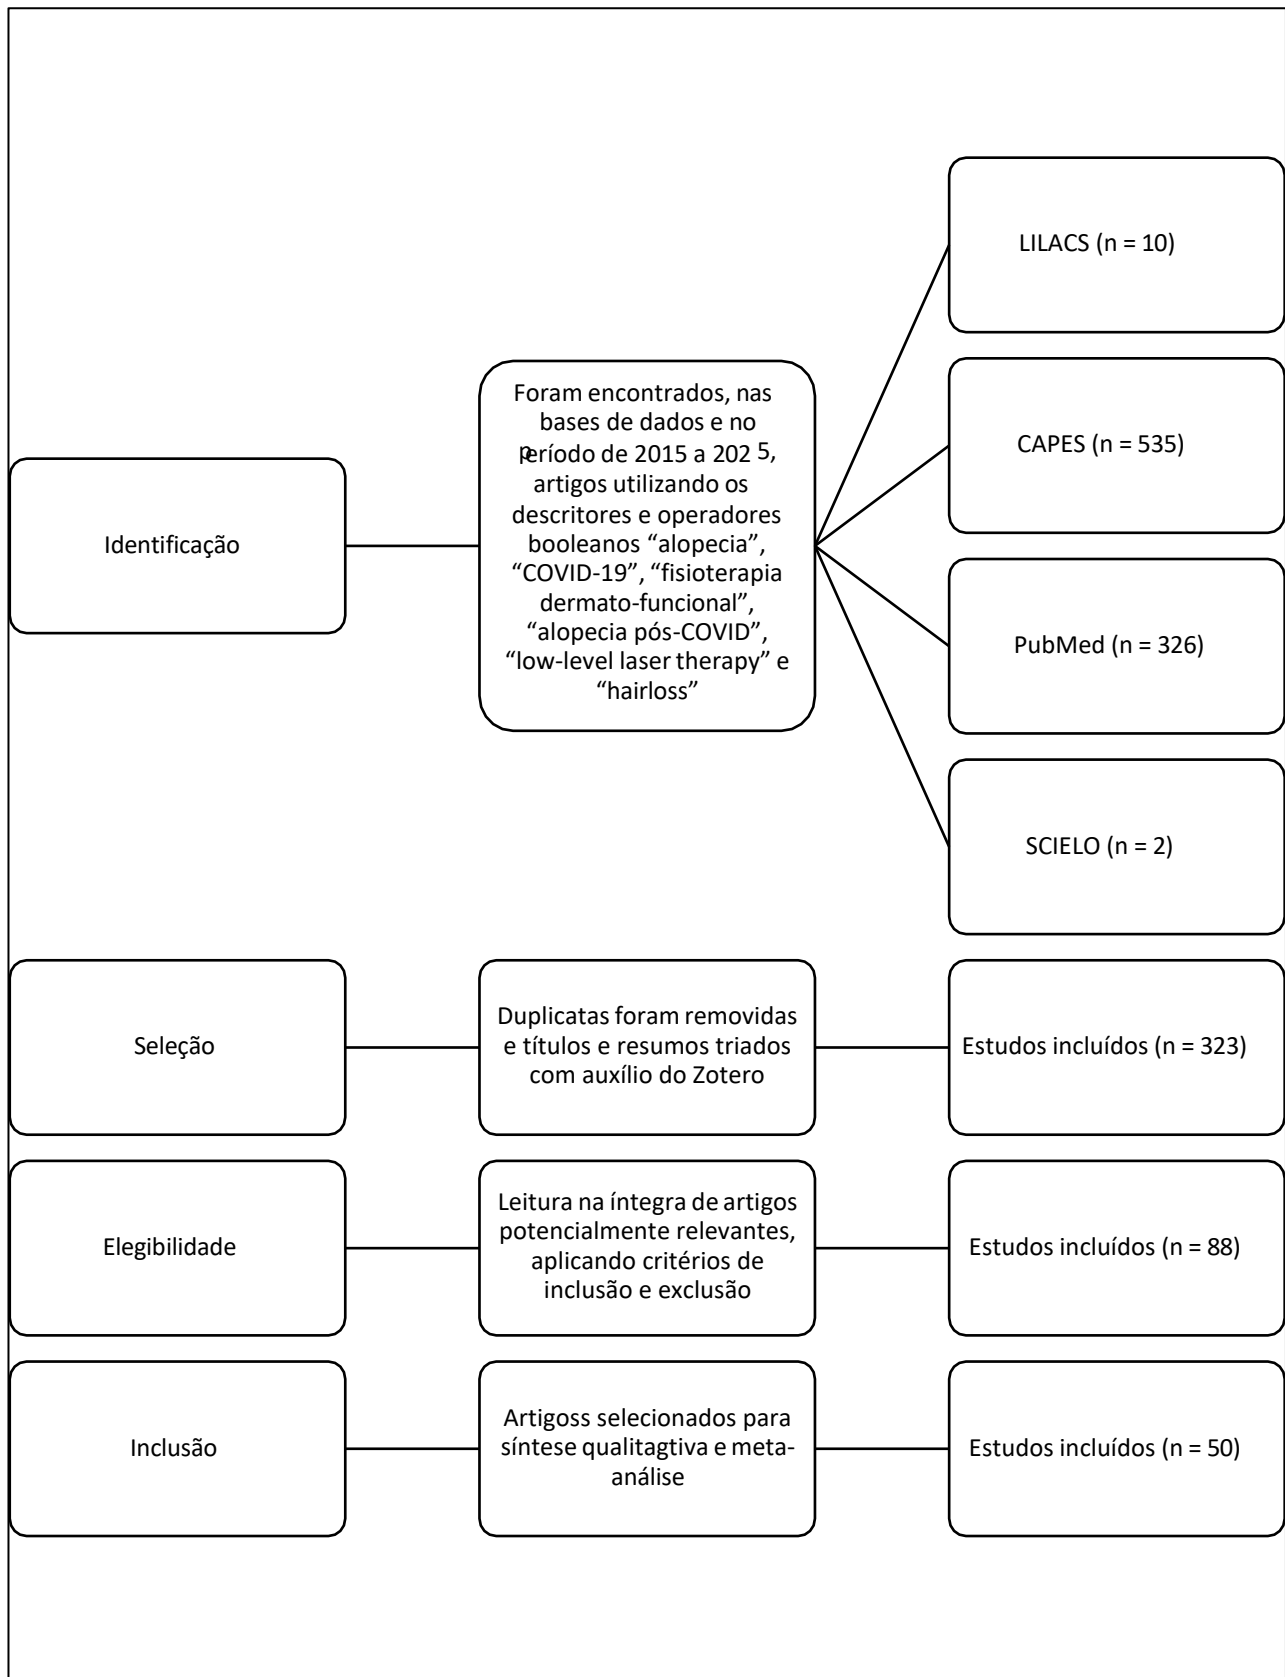 Identificação
Foram encontrados, nas
bases de dados e no
período de 2015 a 202 5,
artigos utilizando os
descritores e operadores
booleanos “alopecia”,
“COVID-19”, “fisioterapia
dermato-funcional”,
“alopecia pós-COVID”,
“low-level laser therapy” e
“hairloss”
LILACS (n = 10)
CAPES (n = 535)
PubMed (n = 326)
SCIELO (n = 2)
Seleção
Duplicatas foram removidas
e títulos e resumos triados
com auxílio do Zotero
Estudos incluídos (n = 323)
Elegibilidade
Leitura na íntegra de artigos
potencialmente relevantes,
aplicando critérios de
inclusão e exclusão
Estudos incluídos (n = 88)
Inclusão
Artigoss selecionados para
síntese qualitagtiva e meta-
análise
Estudos incluídos (n = 50)